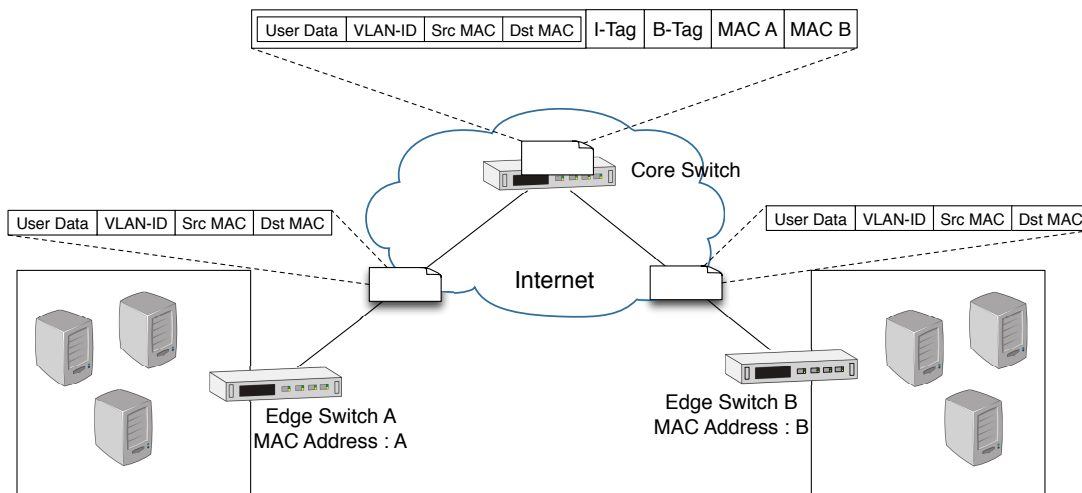 User Data VLAN-ID Src MAC Dst MAC I-Tag B-Tag MAC A MAC B
Core Switch
User Data VLAN-ID Src MAC Dst MAC
User Data VLAN-ID Src MAC Dst MAC
Internet
Edge Switch A
MAC Address : A
Edge Switch B
MAC Address : B